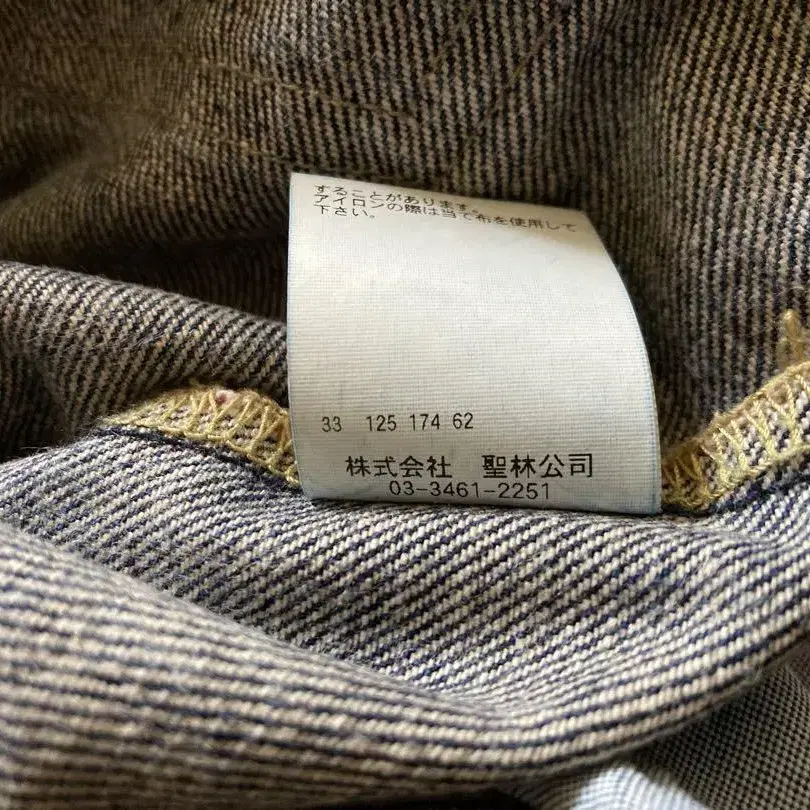 することがあります。
アイロンの際は当て布を使用して
下さい。
33 125 174 62
株式会社 聖林公司
03-3461-2251